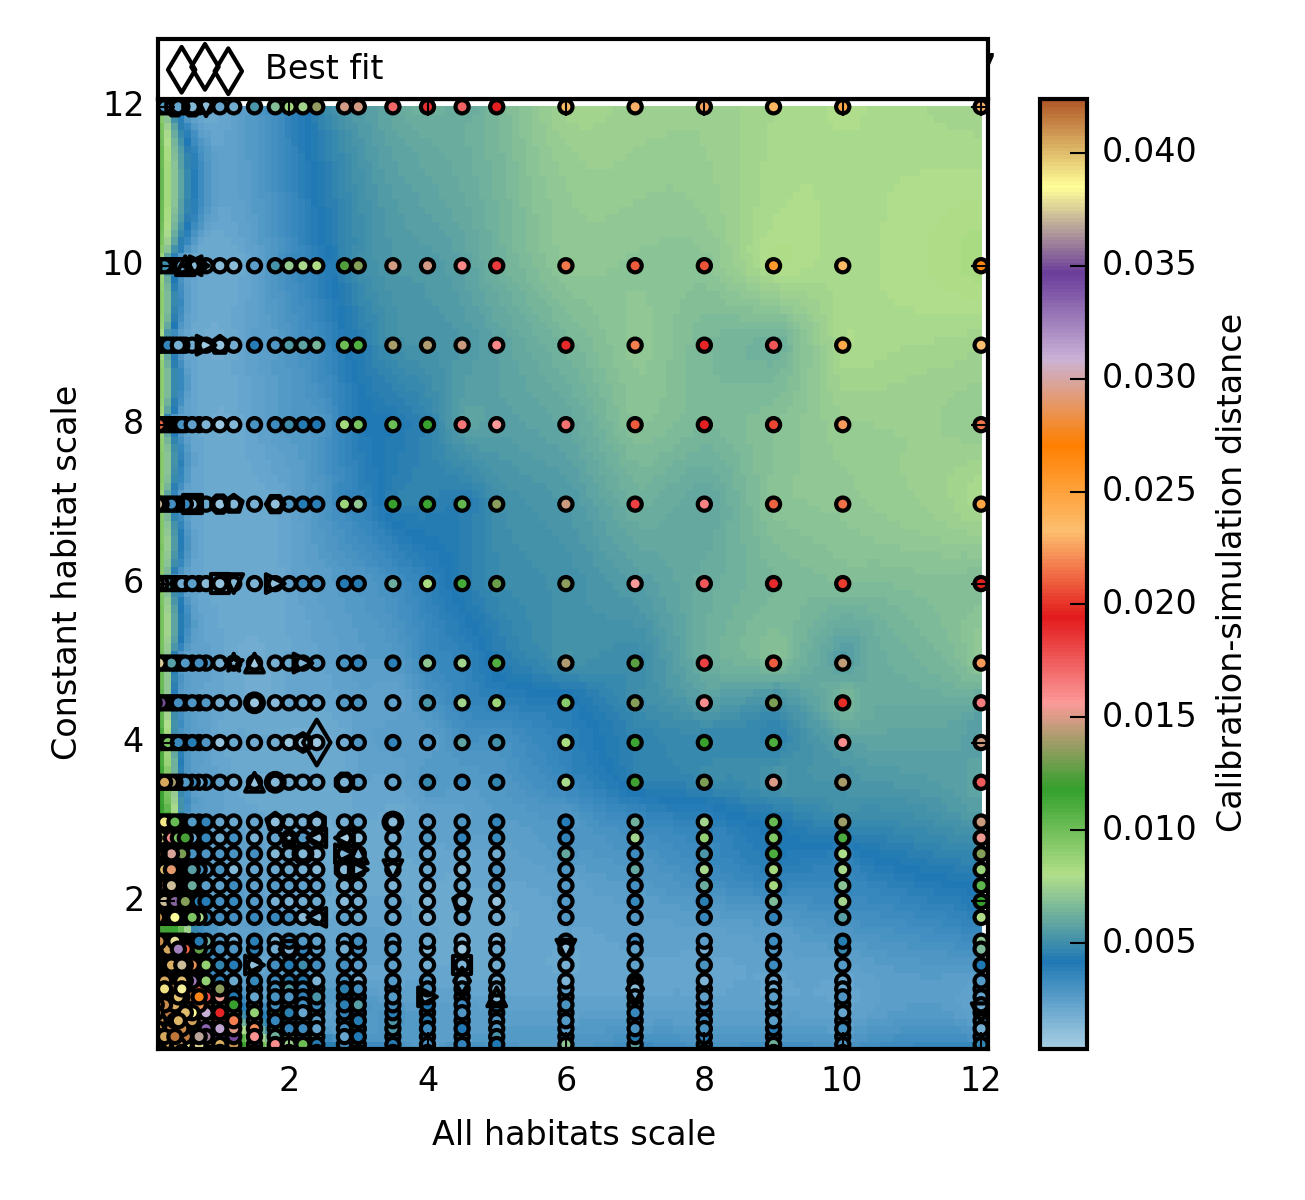 Best fit
12
10
8
6
4
2
Constant habitat scale
2 4 6 8 10 12
All habitats scale
0.040
0.035
0.030
0.025
0.020
0.015
0.010
0.005
Calibration-simulation distance